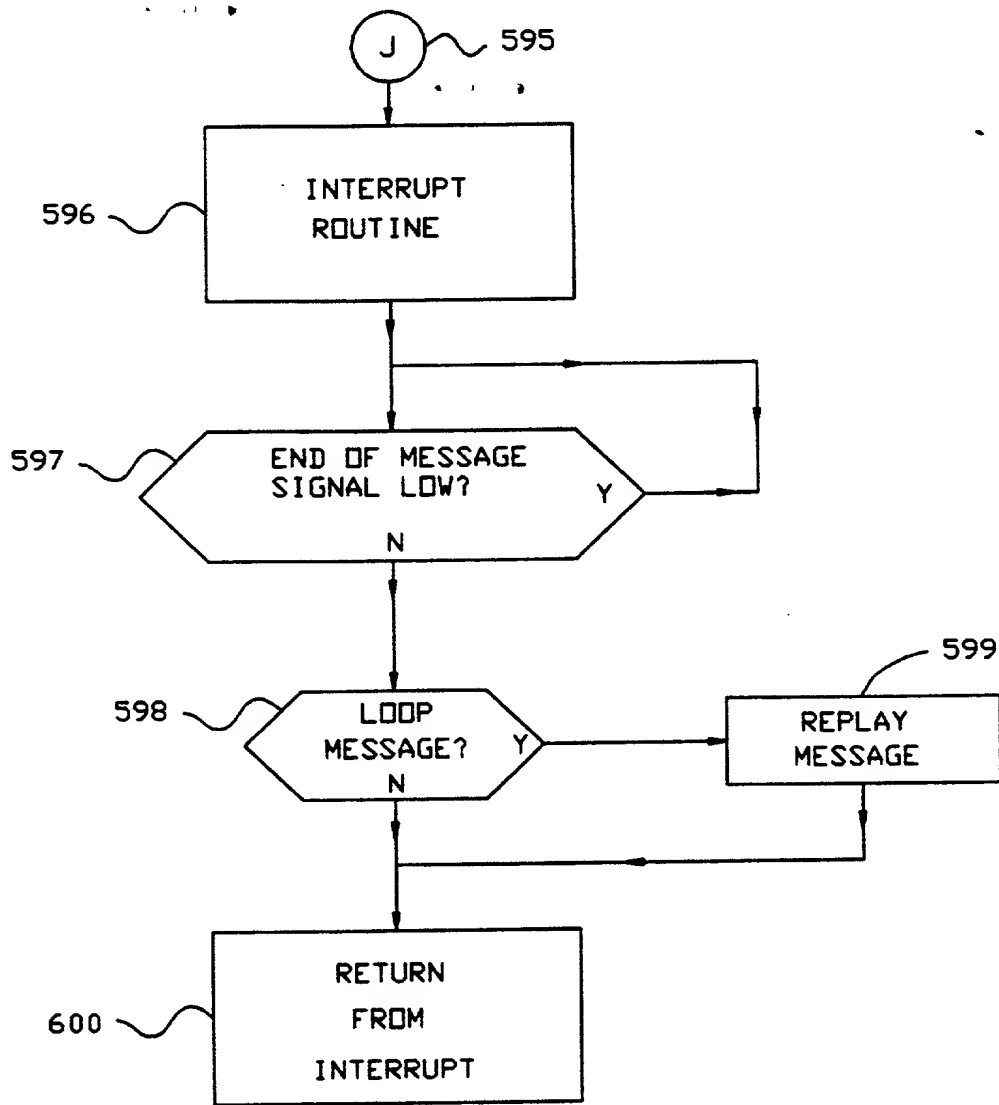 J
595
INTERRUPT
ROUTINE
596
END OF MESSAGE
SIGNAL LOW?
Y
N
597
LOOP
MESSAGE?
Y
N
598
599
REPLAY
MESSAGE
RETURN
FROM
INTERRUPT
600